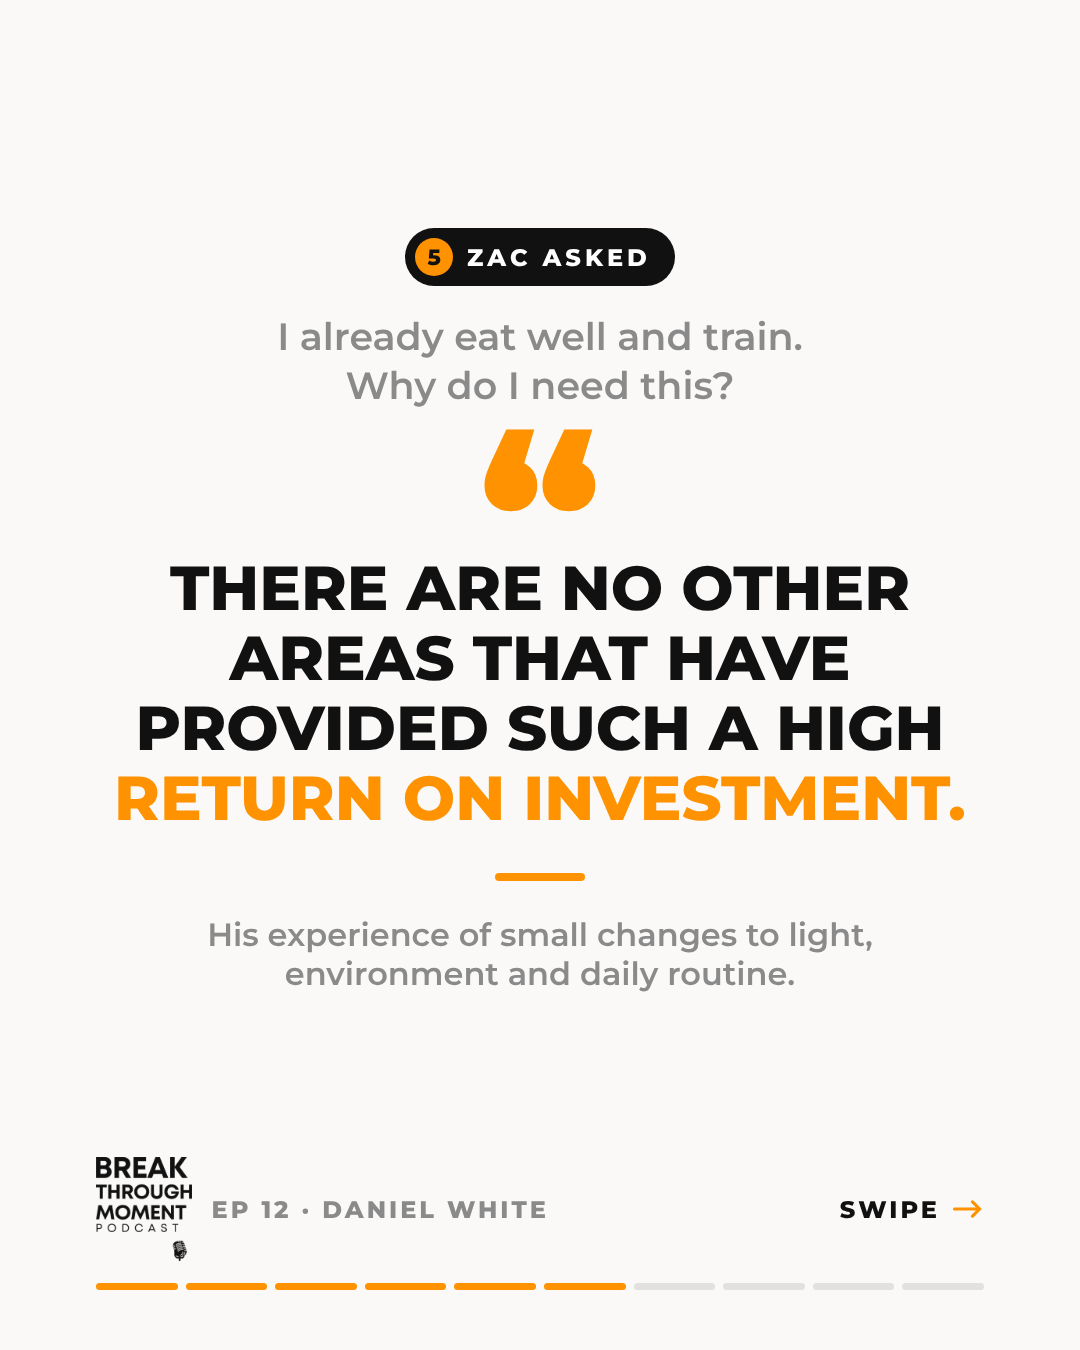 5 ZAC ASKED
I already eat well and train.
Why do I need this?
“
THERE ARE NO OTHER
AREAS THAT HAVE
PROVIDED SUCH A HIGH
RETURN ON INVESTMENT.
His experience of small changes to light,
environment and daily routine.
BREAK
THROUGH
MOMENT
PODCAST
EP 12 • DANIEL WHITE
SWIPE →